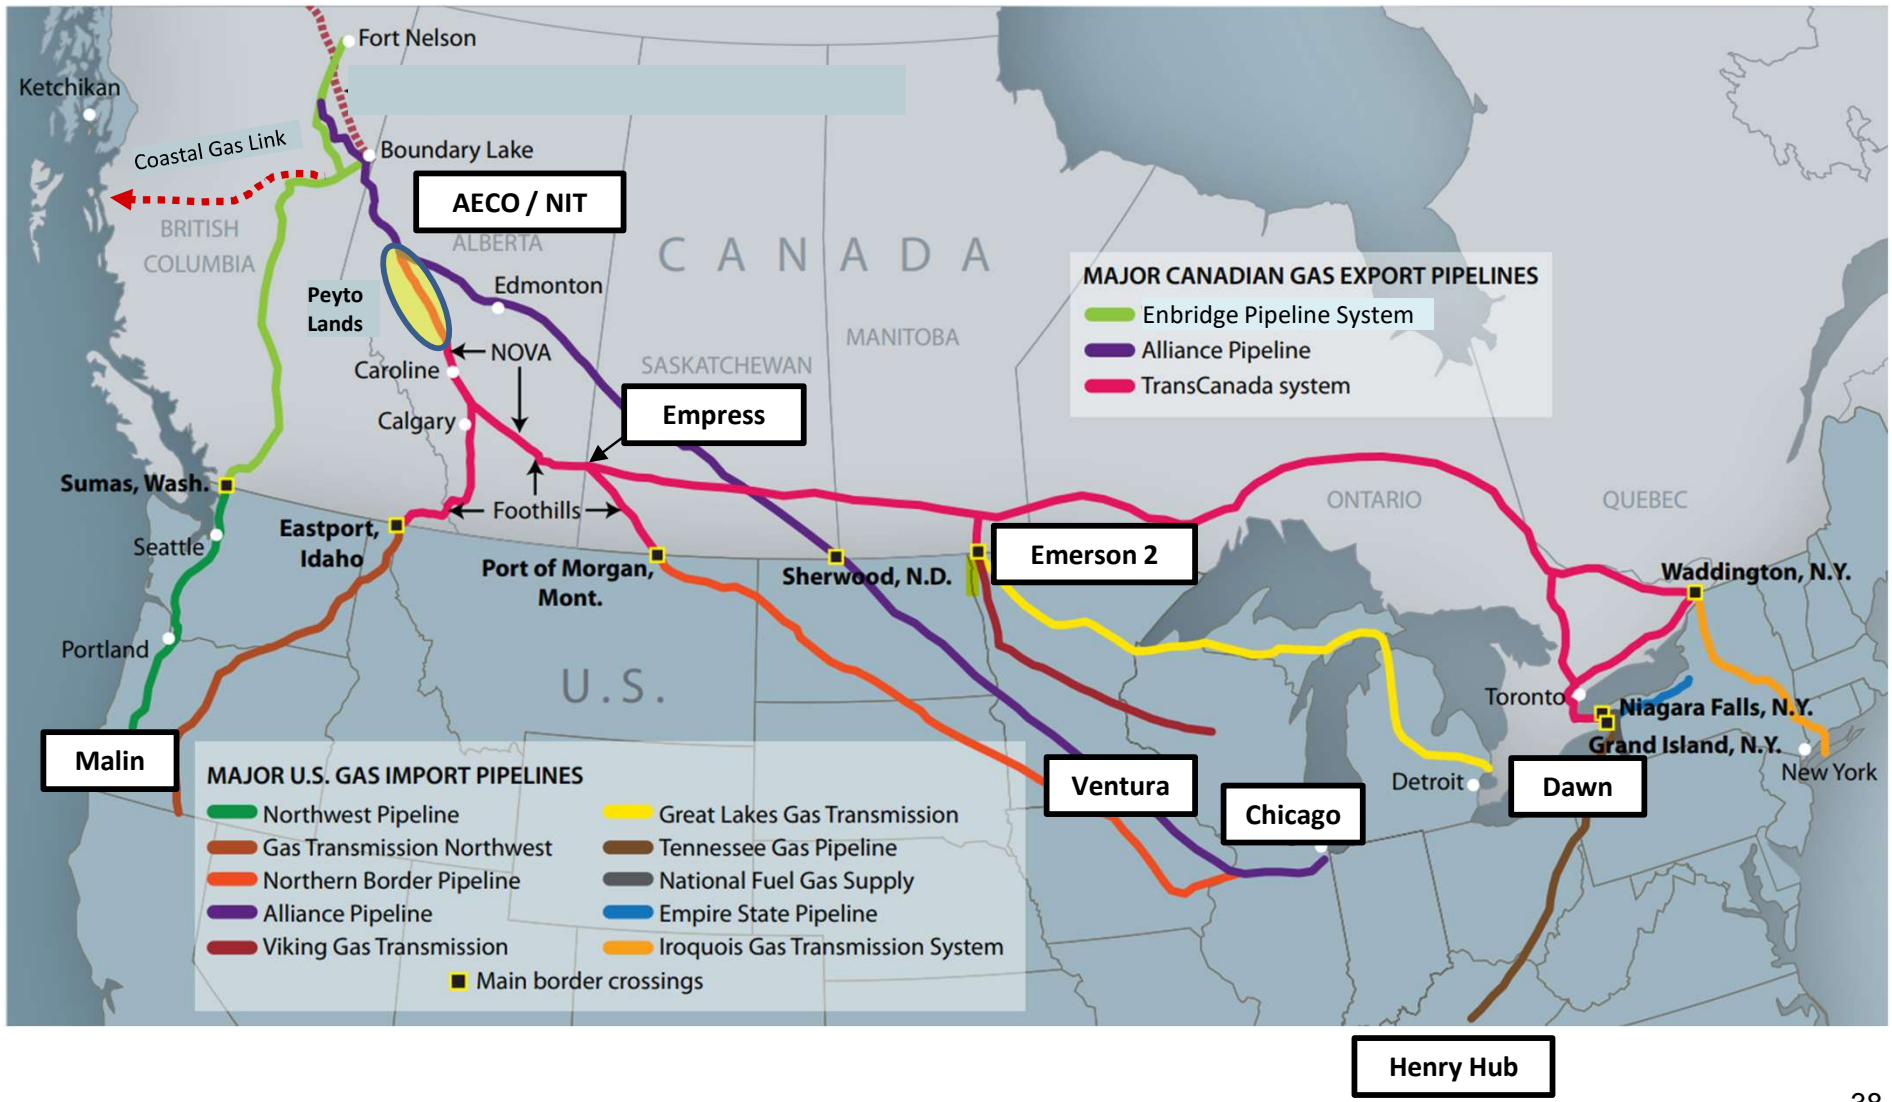 Fort Nelson
Ketchikan
Coastal Gas Link
Boundary Lake
AECO / NIT
BRITISH
COLUMBIA
ALBERTA
CANADA
Peyto
Lands
Edmonton
MAJOR CANADIAN GAS EXPORT PIPELINES
Enbridge Pipeline System
Alliance Pipeline
TransCanada system
MANITOBA
SASKATCHEWAN
NOVA
Caroline
Calgary
Empress
Sumas, Wash.
Foothills
ONTARIO
QUEBEC
Eastport,
Idaho
Seattle
Port of Morgan,
Mont.
Sherwood, N.D.
Emerson 2
Waddington, N.Y.
Portland
U.S.
Toronto
Niagara Falls, N.Y.
Grand Island, N.Y.
Malin
Ventura
Chicago
Detroit
Dawn
New York
MAJOR U.S. GAS IMPORT PIPELINES
Northwest Pipeline
Gas Transmission Northwest
Northern Border Pipeline
Alliance Pipeline
Viking Gas Transmission
Great Lakes Gas Transmission
Tennessee Gas Pipeline
National Fuel Gas Supply
Empire State Pipeline
Iroquois Gas Transmission System
Main border crossings
Henry Hub
38